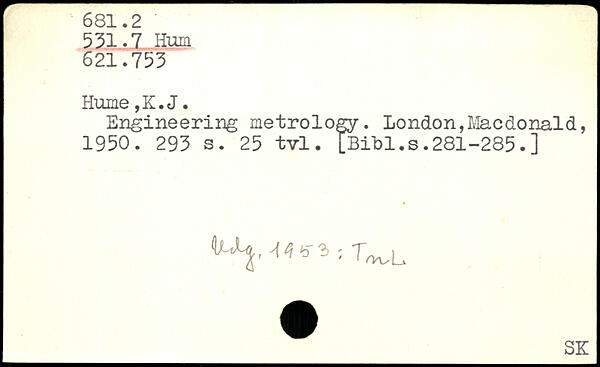 681.2
531.7 Hum
621.753
Hume,K.J.
Engineering metrology. London,Macdonald,
1950. 293 s. 25 tvl. [Bibl.s.281-285.]
Udg. 1953: TnL
SK